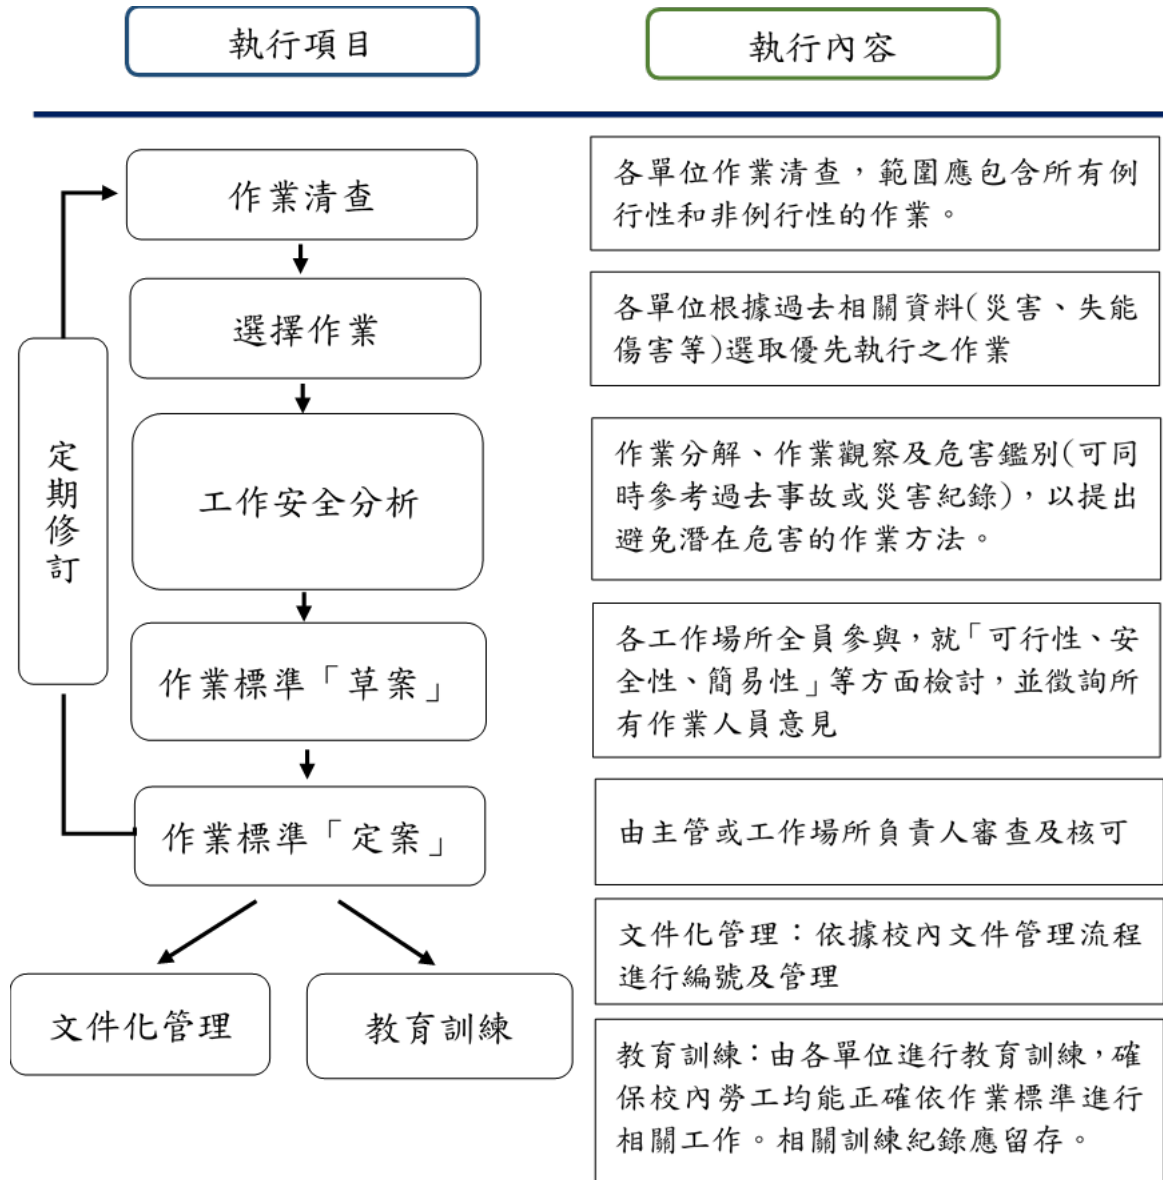 執行項目
執行內容
作業清查
各單位作業清查，範圍應包含所有例
行性和非例行性的作業。
選擇作業
各單位根據過去相關資料(災害、失能
傷害等)選取優先執行之作業
定期修訂
工作安全分析
作業分解、作業觀察及危害鑑別(可同
時參考過去事故或災害紀錄)，以提出
避免潛在危害的作業方法。
作業標準「草案」
各工作場所全員參與，就「可行性、安
全性、簡易性」等方面檢討，並徵詢所
有作業人員意見
作業標準「定案」
由主管或工作場所負責人審查及核可
文件化管理
教育訓練
文件化管理：依據校內文件管理流程
進行編號及管理
教育訓練：由各單位進行教育訓練，確
保校內勞工均能正確依作業標準進行
相關工作。相關訓練紀錄應留存。